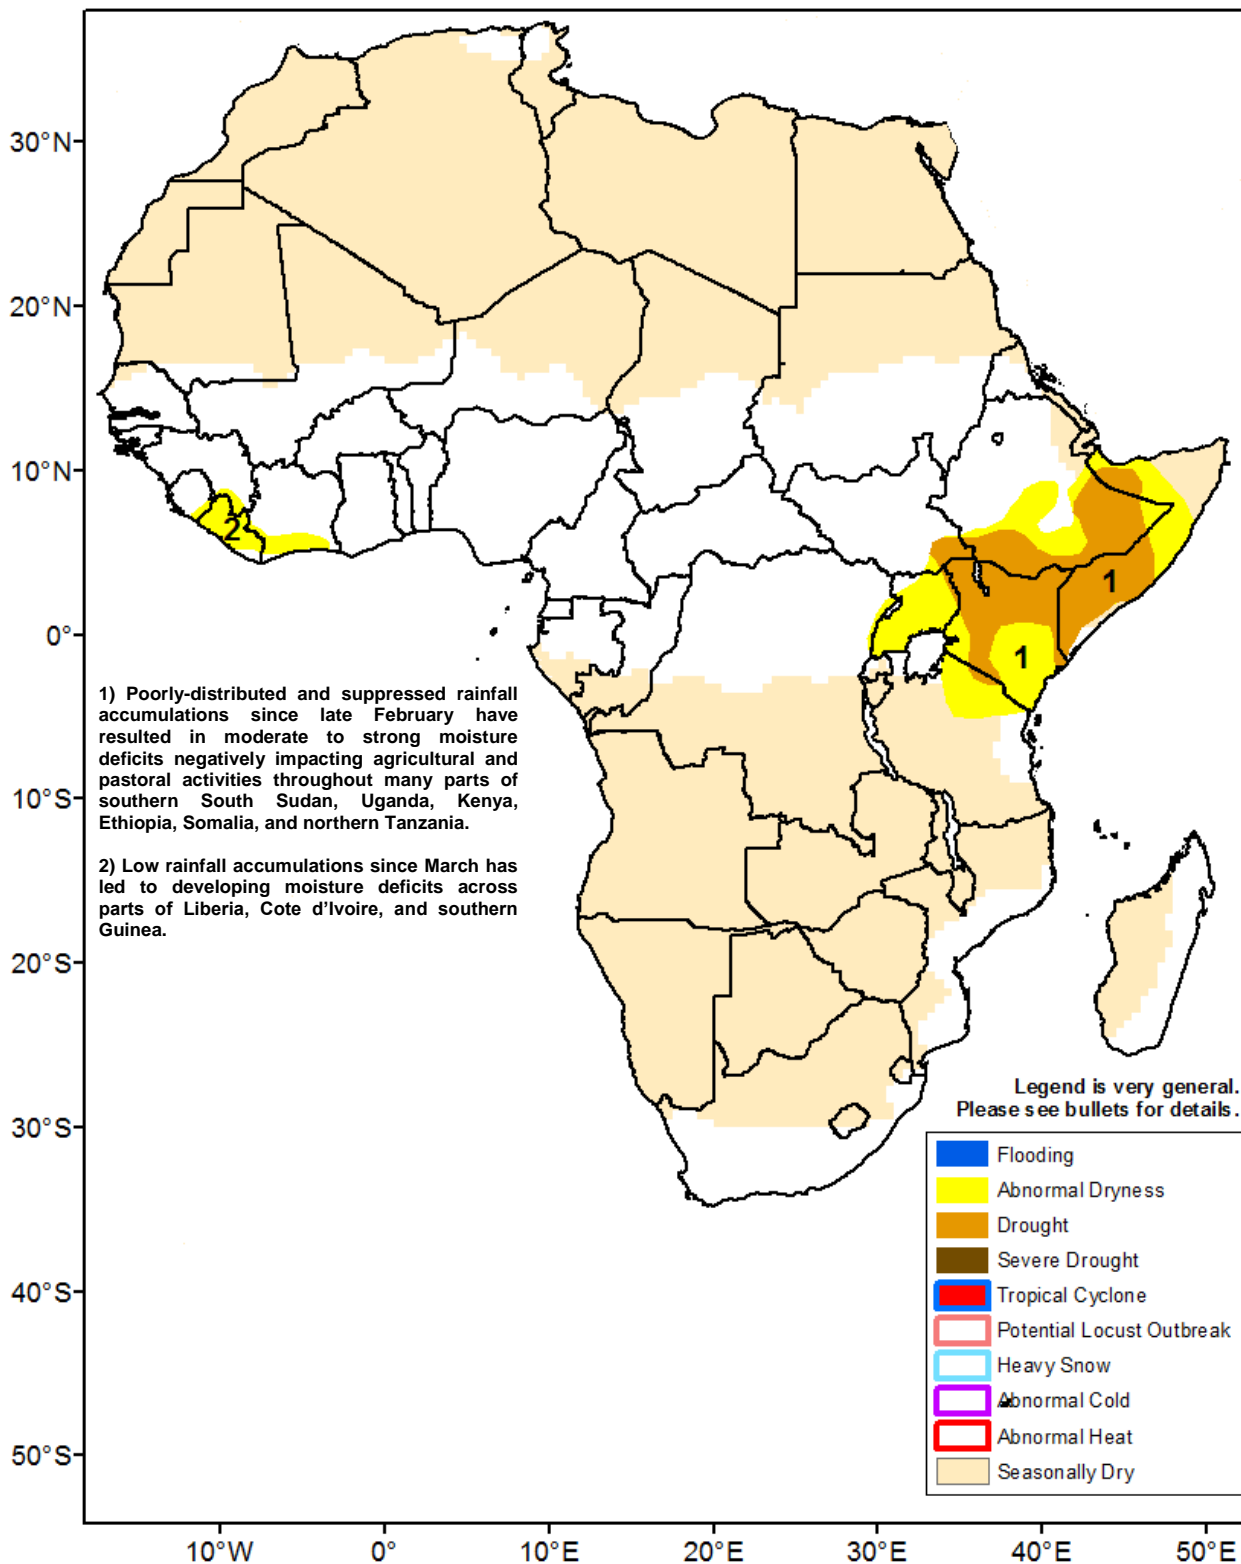 30°N
20°N
10°N
2
1
0°
1
1) Poorly-distributed and suppressed rainfall
accumulations since late February have
resulted in moderate to strong moisture
deficits negatively impacting agricultural and
pastoral activities throughout many parts of
southern South Sudan, Uganda, Kenya,
Ethiopia, Somalia, and northern Tanzania.
10°S
2) Low rainfall accumulations since March has
led to developing moisture deficits across
parts of Liberia, Cote d'Ivoire, and southern
Guinea.
20°S
30°S
40°S
50°S
Legend is very general.
Please see bullets for details.
Flooding
Abnormal Dryness
Drought
Severe Drought
Tropical Cyclone
Potential Locust Outbreak
Heavy Snow
Abnormal Cold
Abnormal Heat
Seasonally Dry
10°W 0° 10°E 20°E 30°E 40°E 50°E